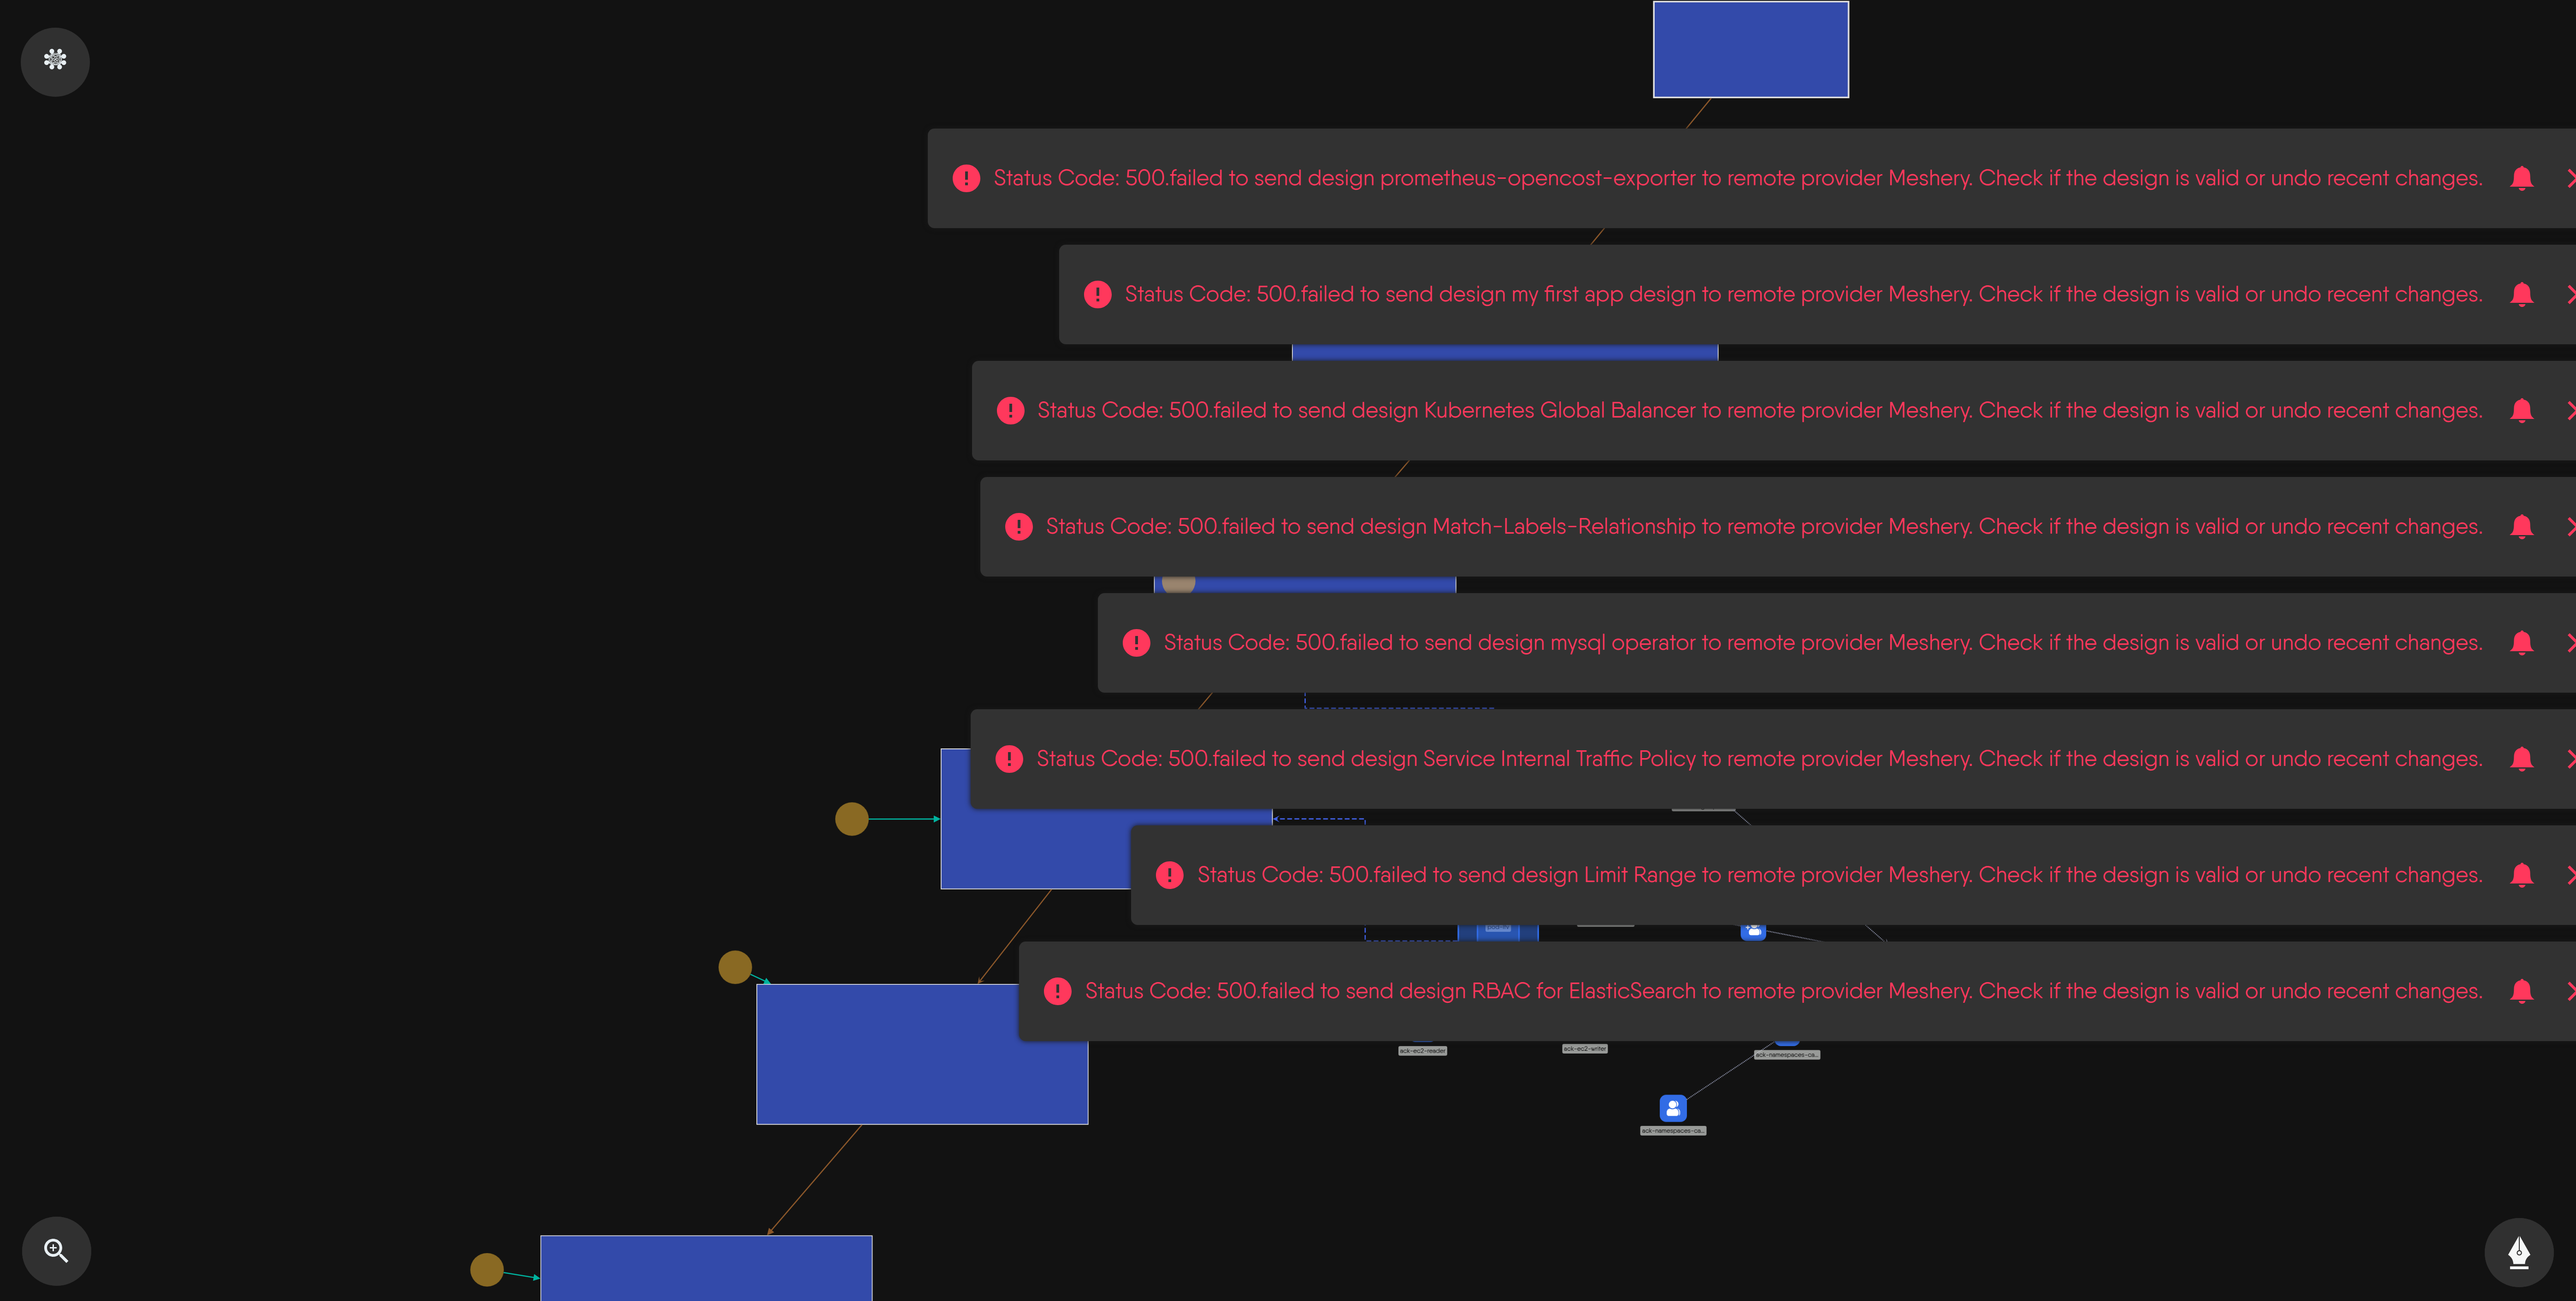 Status Code: 500.failed to send design prometheus-opencost-exporter to remote provider Meshery. Check if the design is valid or undo recent changes.
Status Code: 500.failed to send design my first app design to remote provider Meshery. Check if the design is valid or undo recent changes.
Status Code: 500.failed to send design Kubernetes Global Balancer to remote provider Meshery. Check if the design is valid or undo recent changes.
Status Code: 500.failed to send design Match-Labels-Relationship to remote provider Meshery. Check if the design is valid or undo recent changes.
Status Code: 500.failed to send design mysql operator to remote provider Meshery. Check if the design is valid or undo recent changes.
Status Code: 500.failed to send design Service Internal Traffic Policy to remote provider Meshery. Check if the design is valid or undo recent changes.
Status Code: 500.failed to send design Limit Range to remote provider Meshery. Check if the design is valid or undo recent changes.
Status Code: 500.failed to send design RBAC for ElasticSearch to remote provider Meshery. Check if the design is valid or undo recent changes.
ack-ec2-reader
ack-ec2-writer
ack-namespaces-ca...
ack-namespaces-ca...